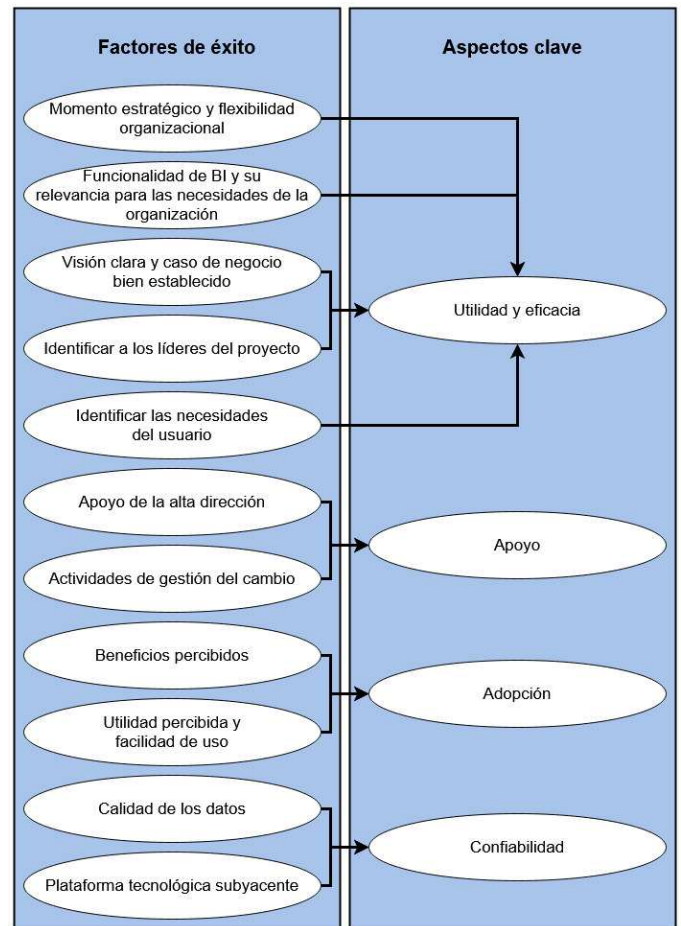 Factores de éxito
Momento estratégico y flexibilidad
organizacional
Funcionalidad de BI y su
relevancia para las necesidades de la
organización
Visión clara y caso de negocio
bien establecido
Identificar a los líderes del proyecto
Identificar las necesidades
del usuario
Apoyo de la alta dirección
Actividades de gestión del cambio
Beneficios percibidos
Utilidad percibida y
facilidad de uso
Calidad de los datos
Plataforma tecnológica subyacente
Aspectos clave
Utilidad y eficacia
Apoyo
Adopción
Confiabilidad